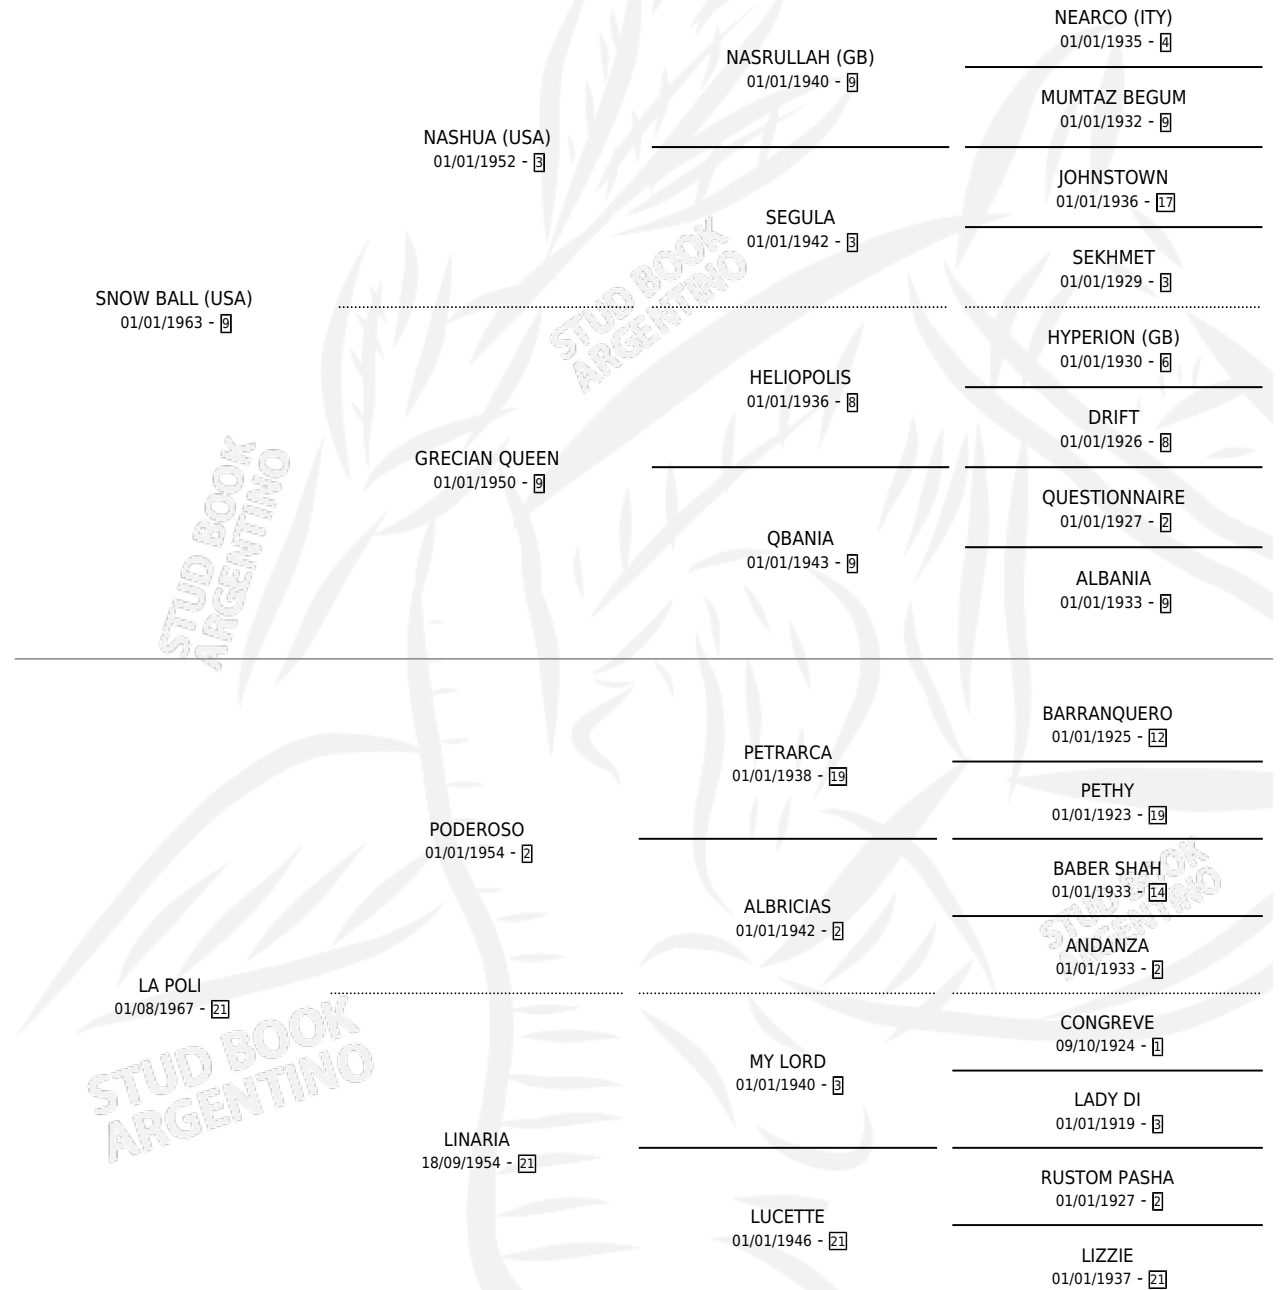 NEARCO (ITY)
01/01/1935 - 4
NASRULLAH (GB)
01/01/1940 - 9
MUMTAZ BEGUM
01/01/1932 - 9
NASHUA (USA)
01/01/1952 - 3
JOHNSTOWN
01/01/1936 - 17
SEGULA
01/01/1942 - 3
SEKHMET
01/01/1929 - 3
SNOW BALL (USA)
01/01/1963 - 9
HYPERION (GB)
01/01/1930 - 6
HELIOPOLIS
01/01/1936 - 8
DRIFT
01/01/1926 - 8
GRECIAN QUEEN
01/01/1950 - 9
QUESTIONNAIRE
01/01/1927 - 2
QBANIA
01/01/1943 - 9
ALBANIA
01/01/1933 - 9
BARRANQUERO
01/01/1925 - 12
PETRARCA
01/01/1938 - 19
PETHY
01/01/1923 - 19
PODEROSO
01/01/1954 - 2
BABER SHAH
01/01/1933 - 14
ALBRICIAS
01/01/1942 - 2
ANDANZA
01/01/1933 - 2
LA POLI
01/08/1967 - 21
CONGREVE
09/10/1924 - 1
MY LORD
01/01/1940 - 3
LADY DI
01/01/1919 - 3
LINARIA
18/09/1954 - 21
RUSTOM PASHA
01/01/1927 - 2
LUCETTE
01/01/1946 - 21
LIZZIE
01/01/1937 - 21
STUD BOOK
ARGENTINO
STUD BOOK
ARGENTINO
STUD BOOK
ARGENTINO
STUD BOOK
ARGENTINO